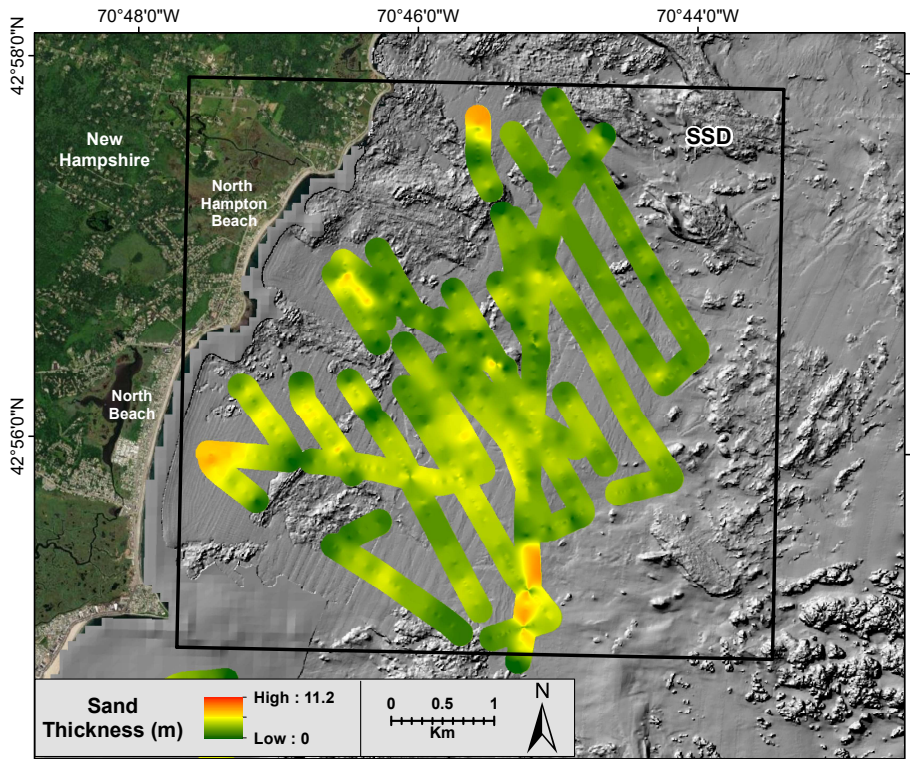 70°48'0"W
70°46'0"W
70°44'0"W
42°58'0"N
42°56'0"N
New
Hampshire
North
Hampton
Beach
North
Beach
SSD
Sand
Thickness (m)
High : 11.2
Low : 0
0 0.5 1
Km
N